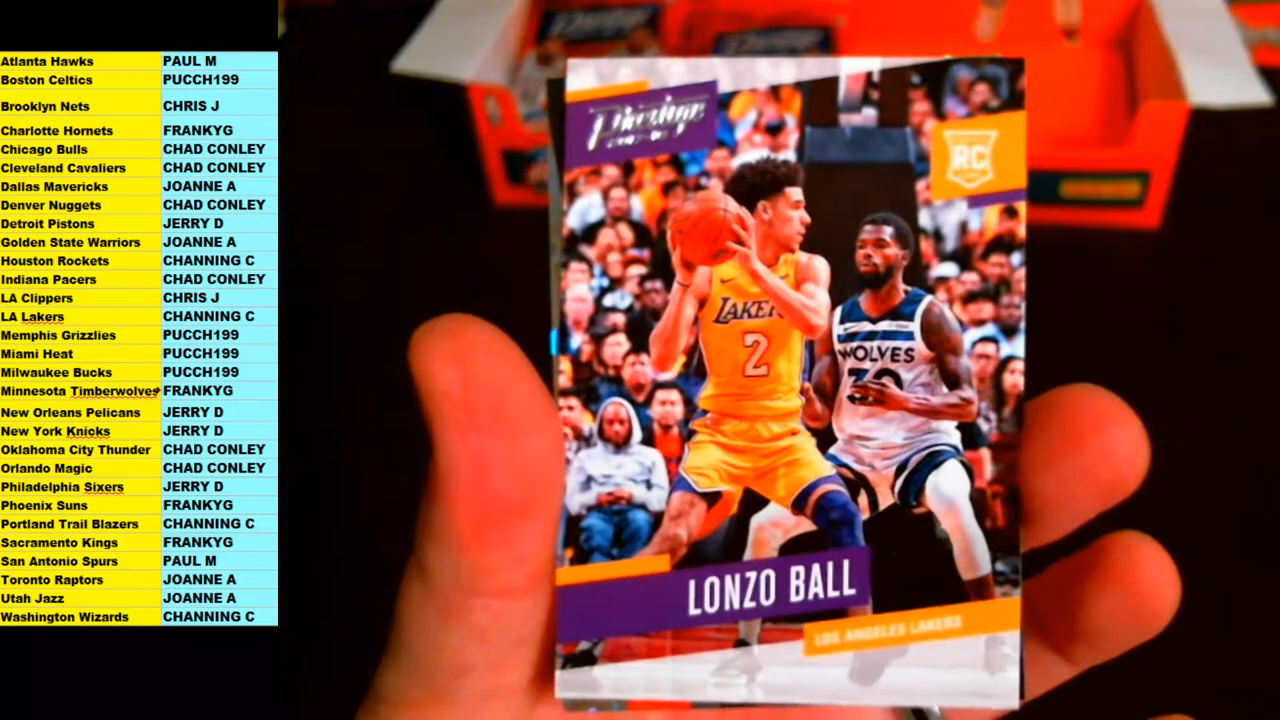 Atlanta Hawks PAUL M
Boston Celtics PUCCH199
Brooklyn Nets CHRIS J
Charlotte Hornets FRANKYG
Chicago Bulls CHAD CONLEY
Cleveland Cavaliers CHAD CONLEY
Dallas Mavericks JOANNE A
Denver Nuggets CHAD CONLEY
Detroit Pistons JERRY D
Golden State Warriors JOANNE A
Houston Rockets CHANNING C
Indiana Pacers CHAD CONLEY
LA Clippers CHRIS J
LA Lakers CHANNING C
Memphis Grizzlies PUCCH199
Miami Heat PUCCH199
Milwaukee Bucks PUCCH199
Minnesota Timberwolves FRANKYG
New Orleans Pelicans JERRY D
New York Knicks JERRY D
Oklahoma City Thunder CHAD CONLEY
Orlando Magic CHAD CONLEY
Philadelphia Sixers JERRY D
Phoenix Suns FRANKYG
Portland Trail Blazers CHANNING C
Sacramento Kings FRANKYG
San Antonio Spurs PAUL M
Toronto Raptors JOANNE A
Utah Jazz JOANNE A
Washington Wizards CHANNING C
Prestige
RC
LAKER
2
WOLVES
LONZO BALL
LOS ANGELES LAKERS